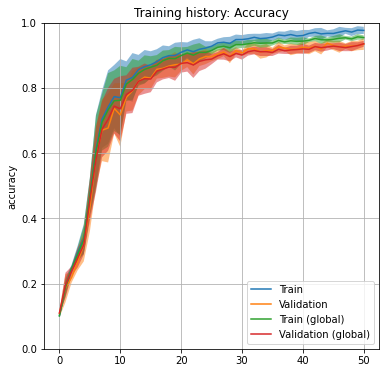 Training history: Accuracy
1.0
0.8
0.6
0.4
0.2
0.0
accuracy
0
10
20
30
40
50
Train
Validation
Train (global)
Validation (global)